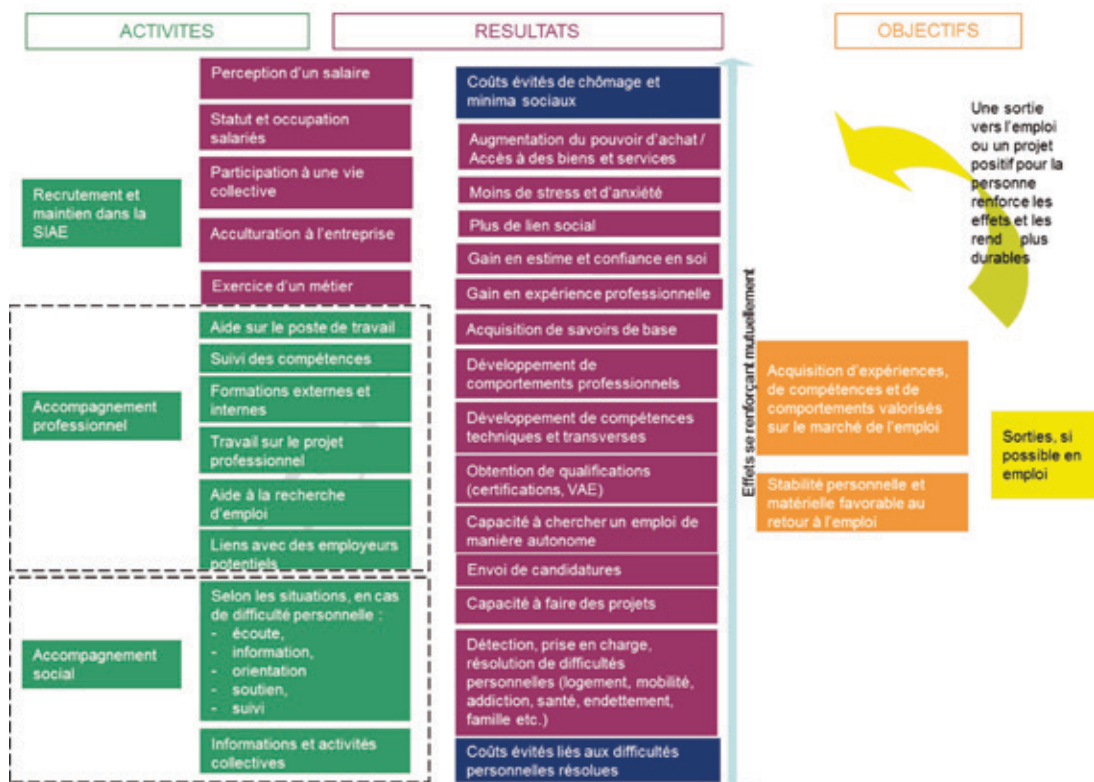 ACTIVITES
RESULTATS
OBJECTIFS
Recrutement et
maintien dans la
SIAE
Accompagnement
professionnel
Accompagnement
social
Perception d'un salaire
Statut et occupation
salariés
Participation à une vie
collective
Acculturation à l'entreprise
Exercice d'un métier
Aide sur le poste de travail
Suivi des compétences
Formations externes et
internes
Travail sur le projet
professionnel
Aide à la recherche
d'emploi
Liens avec des employeurs
potentiels
Selon les situations, en cas
de difficulté personnelle :
- écoute,
- information,
- orientation
- soutien,
- suivi
Informations et activités
collectives
Coûts évités de chômage et
minima sociaux
Augmentation du pouvoir d'achat /
Accès à des biens et services
Moins de stress et d'anxiété
Plus de lien social
Gain en estime et confiance en soi
Gain en expérience professionnelle
Acquisition de savoirs de base
Développement de
comportements professionnels
Développement de compétences
techniques et transverses
Obtention de qualifications
(certifications, VAE)
Capacité à chercher un emploi de
manière autonome
Envoi de candidatures
Capacité à faire des projets
Détection, prise en charge,
résolution de difficultés
personnelles (logement, mobilité,
addiction, santé, endettement,
famille etc.)
Coûts évités liés aux difficultés
personnelles résolues
Effets se renforçant mutuellement
Une sortie
vers l'emploi
ou un projet
positif pour la
personne
renforce les
effets et les
rend plus
durables
Acquisition d'expériences,
de compétences et de
comportements valorisés
sur le marché de l'emploi
Stabilité personnelle et
matérielle favorable au
retour à l'emploi
Sorties, si
possible en
emploi